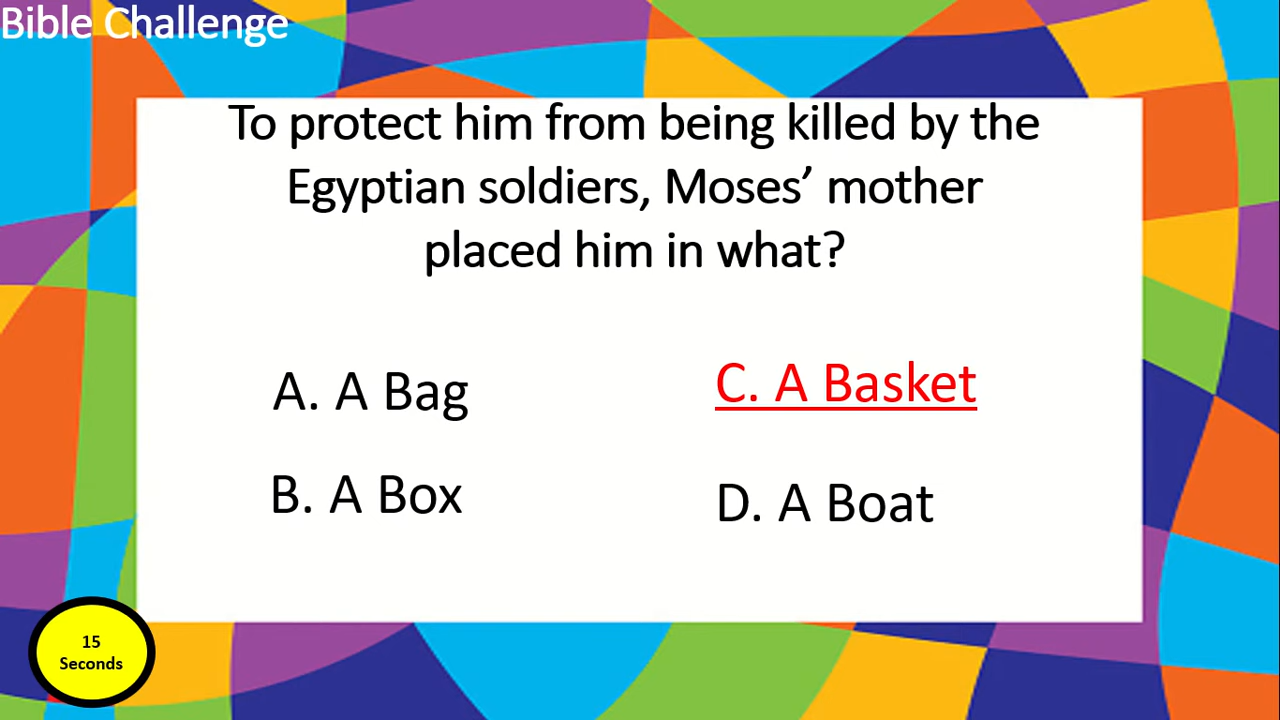 Bible Challenge
To protect him from being killed by the
Egyptian soldiers, Moses’ mother
placed him in what?
A. A Bag
B. A Box
C. A Basket
D. A Boat
15
Seconds